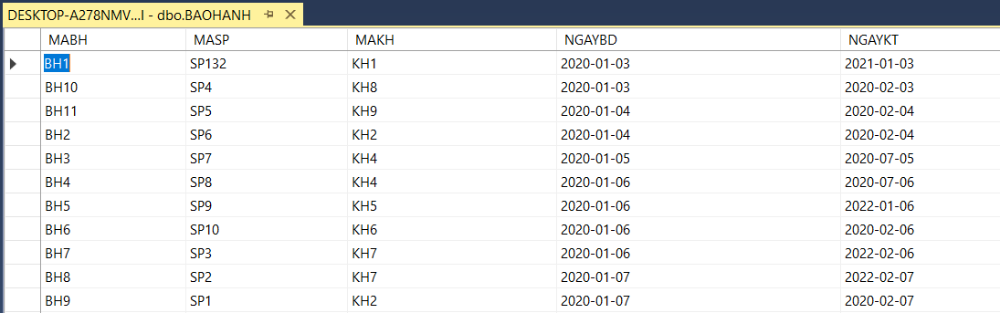 DESKTOP-A278NMV...I - dbo.BAOHANH
MABH MASP MAKH NGAYBD NGAYKT
BH1 SP132 KH1 2020-01-03 2021-01-03
BH10 SP4 KH8 2020-01-03 2020-02-03
BH11 SP5 KH9 2020-01-04 2020-02-04
BH2 SP6 KH2 2020-01-04 2020-02-04
BH3 SP7 KH4 2020-01-05 2020-07-05
BH4 SP8 KH4 2020-01-06 2020-07-06
BH5 SP9 KH5 2020-01-06 2022-01-06
BH6 SP10 KH6 2020-01-06 2020-02-06
BH7 SP3 KH7 2020-01-06 2022-02-06
BH8 SP2 KH7 2020-01-07 2022-02-07
BH9 SP1 KH2 2020-01-07 2020-02-07